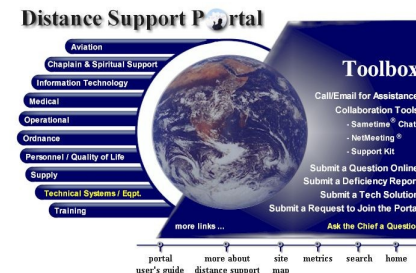 Distance Support Portal
Aviation
Chaplain & Spiritual Support
Information Technology
Medical
Operational
Ordnance
Personnel / Quality of Life
Supply
Technical Systems / Eqpt.
Training
Toolbox
Call/Email for Assistance
Collaboration Tools
- Sametime® Chat
- NetMeeting®
- Support Kit
Submit a Question Online
Submit a Deficiency Report
Submit a Tech Solution
Submit a Request to Join the Portal
Ask the Chief a Question
more links ...
portal user's guide
more about distance support
site map
metrics
search
home